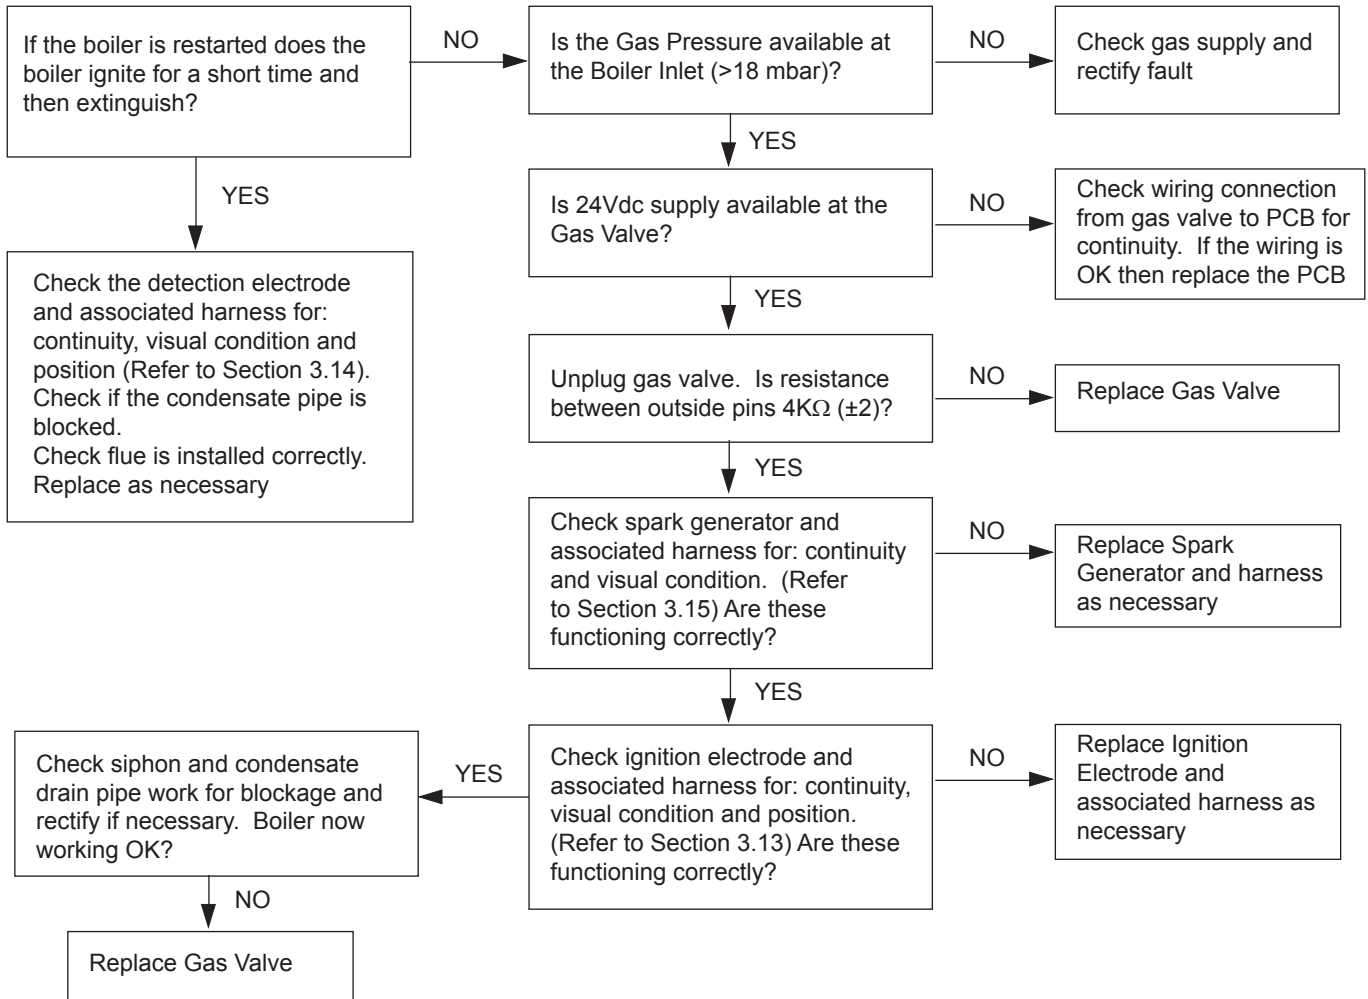 If the boiler is restarted does the
boiler ignite for a short time and
then extinguish?
NO
Is the Gas Pressure available at
the Boiler Inlet (>18 mbar)?
NO
Check gas supply and
rectify fault
YES
YES
Check the detection electrode
and associated harness for:
continuity, visual condition and
position (Refer to Section 3.14).
Check if the condensate pipe is
blocked.
Check flue is installed correctly.
Replace as necessary
Is 24Vdc supply available at the
Gas Valve?
NO
Check wiring connection
from gas valve to PCB for
continuity.  If the wiring is
OK then replace the PCB
YES
Unplug gas valve.  Is resistance
between outside pins 4KΩ (±2)?
NO
Replace Gas Valve
YES
Check spark generator and
associated harness for: continuity
and visual condition.  (Refer
to Section 3.15) Are these
functioning correctly?
NO
Replace Spark
Generator and harness
as necessary
YES
Check ignition electrode and
associated harness for: continuity,
visual condition and position.
(Refer to Section 3.13) Are these
functioning correctly?
NO
Replace Ignition
Electrode and
associated harness as
necessary
YES
Check siphon and condensate
drain pipe work for blockage and
rectify if necessary.  Boiler now
working OK?
NO
Replace Gas Valve